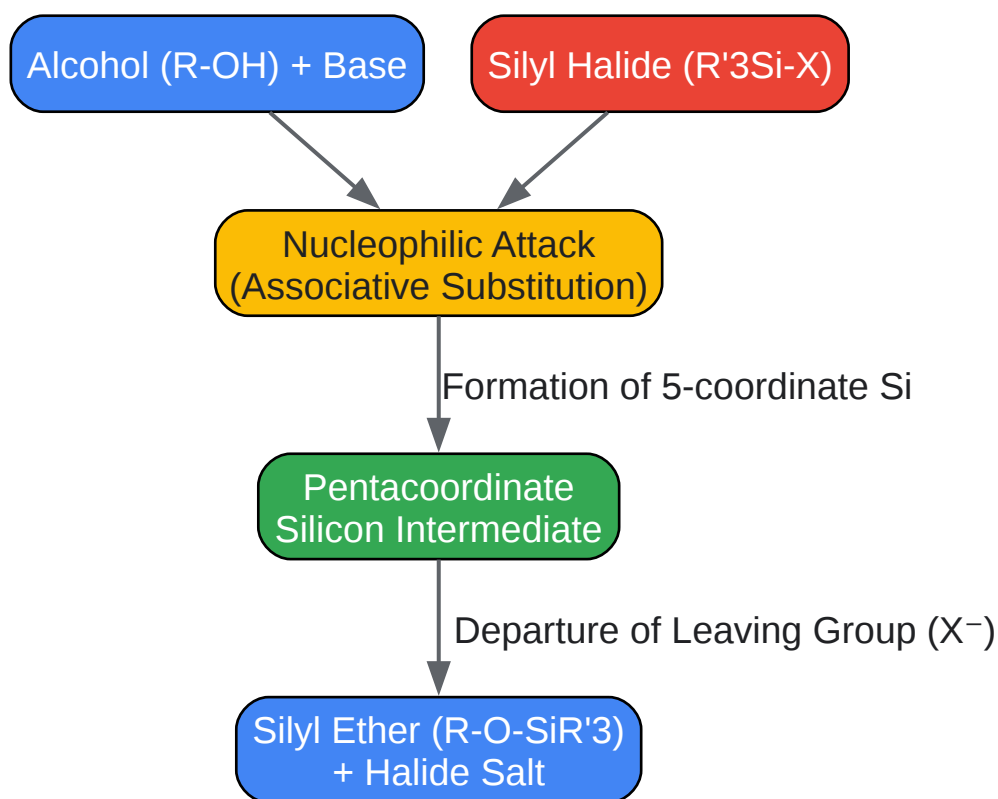 Alcohol (R-OH) + Base
Silyl Halide (R'3Si-X)
Nucleophilic Attack
(Associative Substitution)
Formation of 5-coordinate Si
Pentacoordinate
Silicon Intermediate
Departure of Leaving Group (X⁻)
Silyl Ether (R-O-SiR'3)
+ Halide Salt